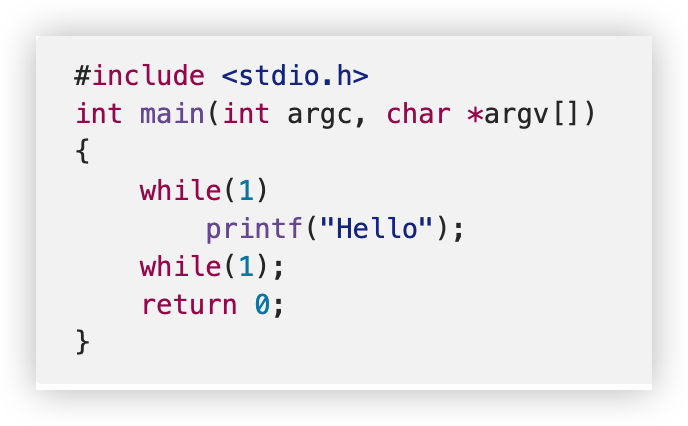 #include <stdio.h>
int main(int argc, char *argv[])
{
    while(1)
        printf("Hello");
    while(1);
    return 0;
}